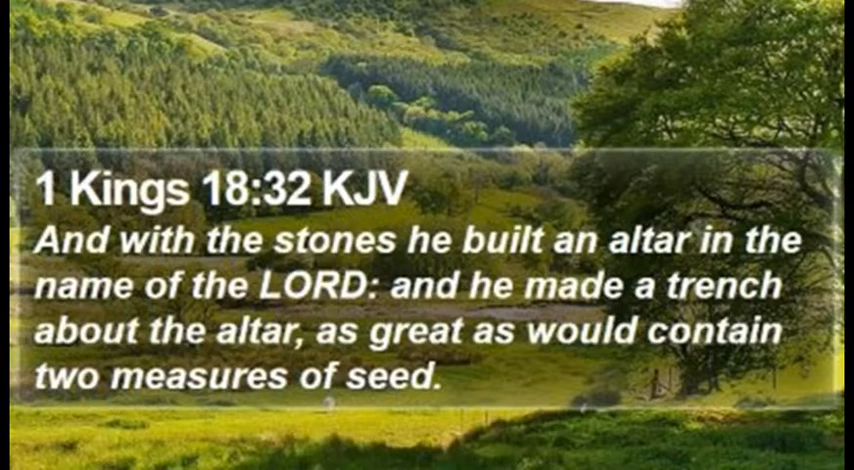 1 Kings 18:32 KJV
And with the stones he built an altar in the
name of the LORD: and he made a trench
about the altar, as great as would contain
two measures of seed.